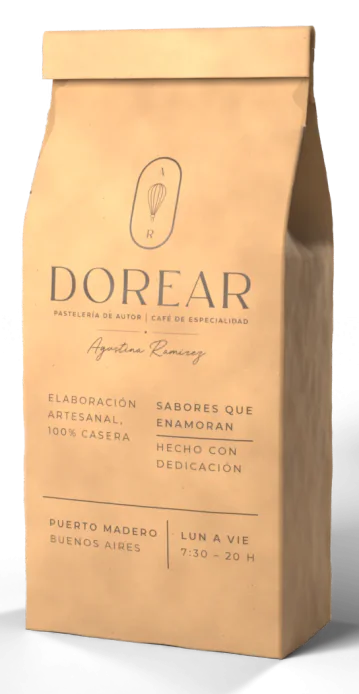 A
R
DOREAR
PASTELERÍA DE AUTOR | CAFÉ DE ESPECIALIDAD
Agostina Ramirez
ELABORACIÓN
ARTESANAL,
100% CASERA
SABORES QUE
ENAMORAN
HECHO CON
DEDICACIÓN
PUERTO MADERO
BUENOS AIRES
LUN A VIE
7:30 – 20 H